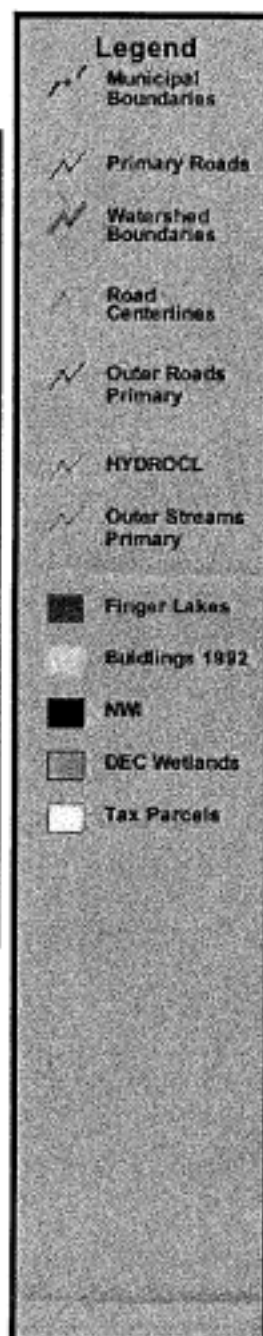 Legend
Municipal
Boundaries
Primary Roads
Watershed
Boundaries
Road
Centerlines
Outer Roads
Primary
HYDROCL
Outer Streams
Primary
Finger Lakes
Buildlings 1992
NWI
DEC Wetlands
Tax Parcels